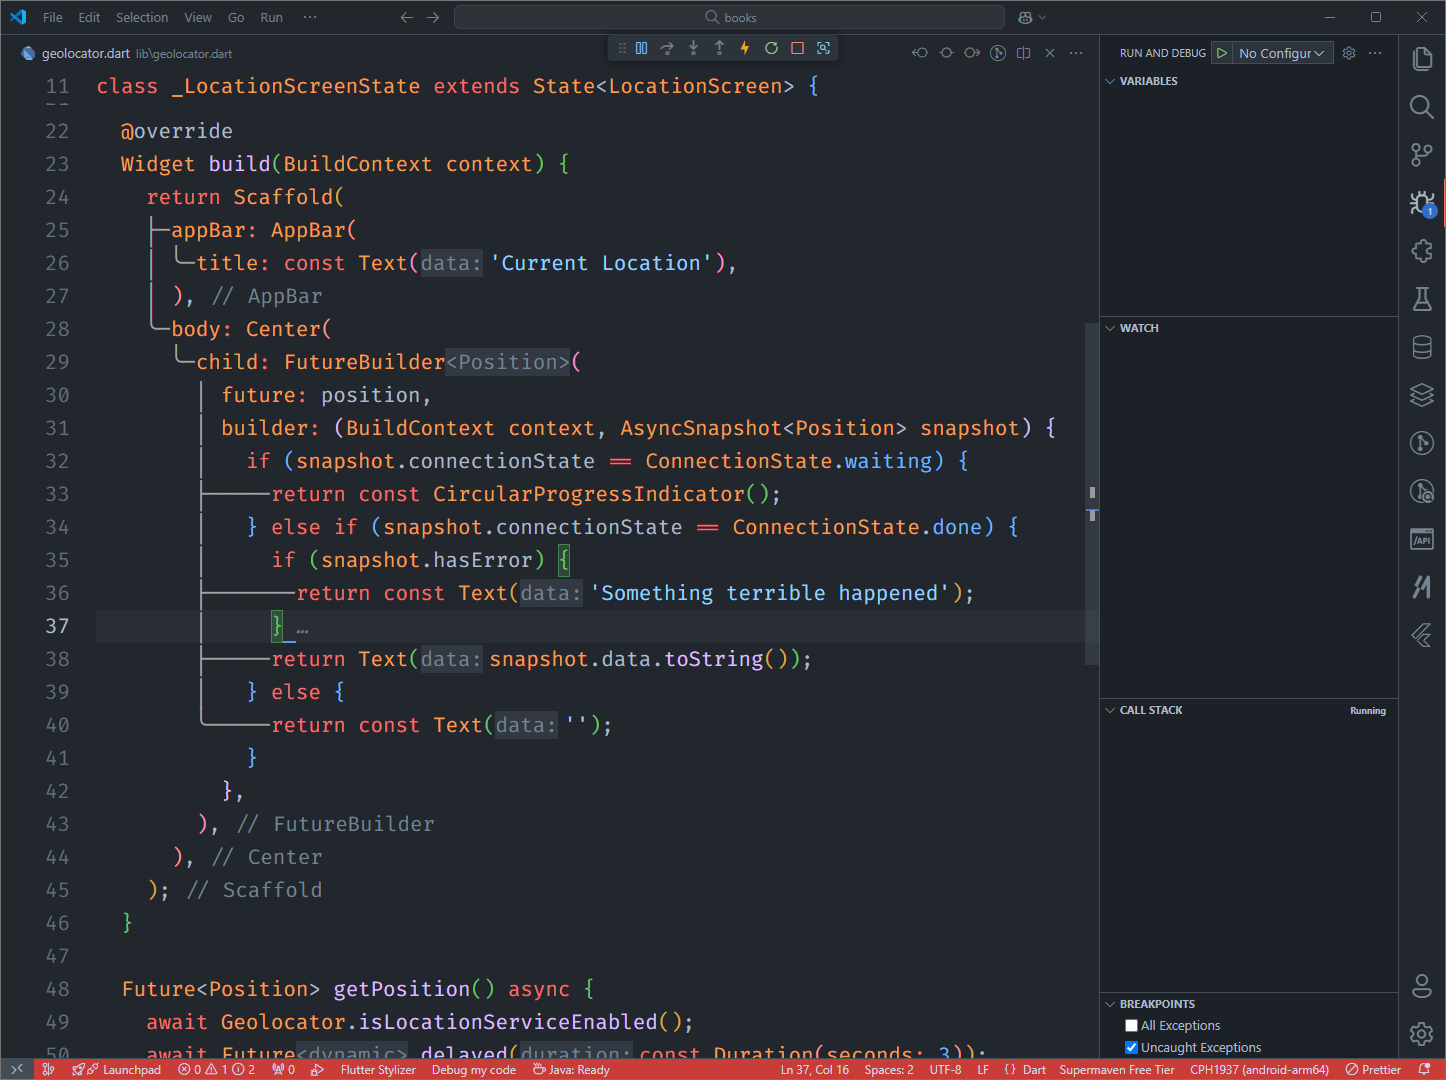 File Edit Selection View Go Run ··· books
geolocator.dart lib\geolocator.dart
11 class _LocationScreenState extends State<LocationScreen> {
22 @override
23 Widget build(BuildContext context) {
24 return Scaffold(
25 appBar: AppBar(
26 title: const Text(data: 'Current Location'),
27 ), // AppBar
28 body: Center(
29 child: FutureBuilder<Position>(
30 future: position,
31 builder: (BuildContext context, AsyncSnapshot<Position> snapshot) {
32 if (snapshot.connectionState == ConnectionState.waiting) {
33 return const CircularProgressIndicator();
34 } else if (snapshot.connectionState == ConnectionState.done) {
35 if (snapshot.hasError) {
36 return const Text(data: 'Something terrible happened');
37 } …
38 return Text(data: snapshot.data.toString());
39 } else {
40 return const Text(data: '');
41 }
42 },
43 ), // FutureBuilder
44 ), // Center
45 ); // Scaffold
46 }
47
48 Future<Position> getPosition() async {
49 await Geolocator.isLocationServiceEnabled();
50 await Future<dynamic>.delayed(duration: const Duration(seconds: 3));
RUN AND DEBUG No Configur
VARIABLES
WATCH
CALL STACK Running
BREAKPOINTS
All Exceptions
Uncaught Exceptions
1
/API
Launchpad 0 1 2 0 Flutter Stylizer Debug my code Java: Ready Ln 37, Col 16 Spaces: 2 UTF-8 LF {} Dart Supermaven Free Tier CPH1937 (android-arm64) Prettier